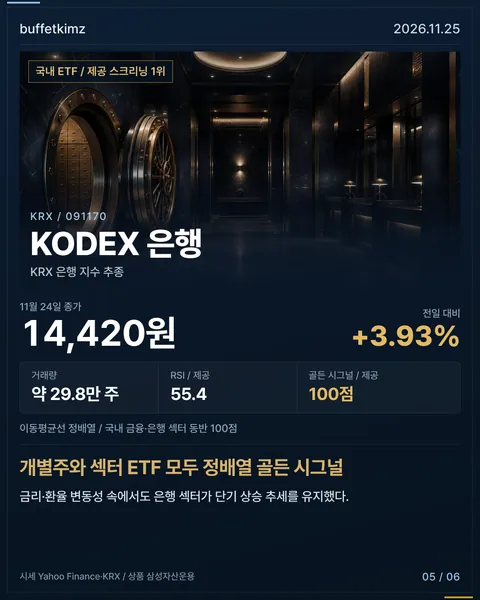 buffetkimz
2026.11.25
국내 ETF / 제공 스크리닝 1위
KRX / 091170
KODEX 은행
KRX 은행 지수 추종
11월 24일 종가
전일 대비
14,420원
+3.93%
거래량
RSI / 제공
골든 시그널 / 제공
약 29.8만 주
55.4
100점
이동평균선 정배열 / 국내 금융·은행 섹터 동반 100점
개별주와 섹터 ETF 모두 정배열 골든 시그널
금리·환율 변동성 속에서도 은행 섹터가 단기 상승 추세를 유지했다.
시세 Yahoo Finance·KRX / 상품 삼성자산운용
05 / 06